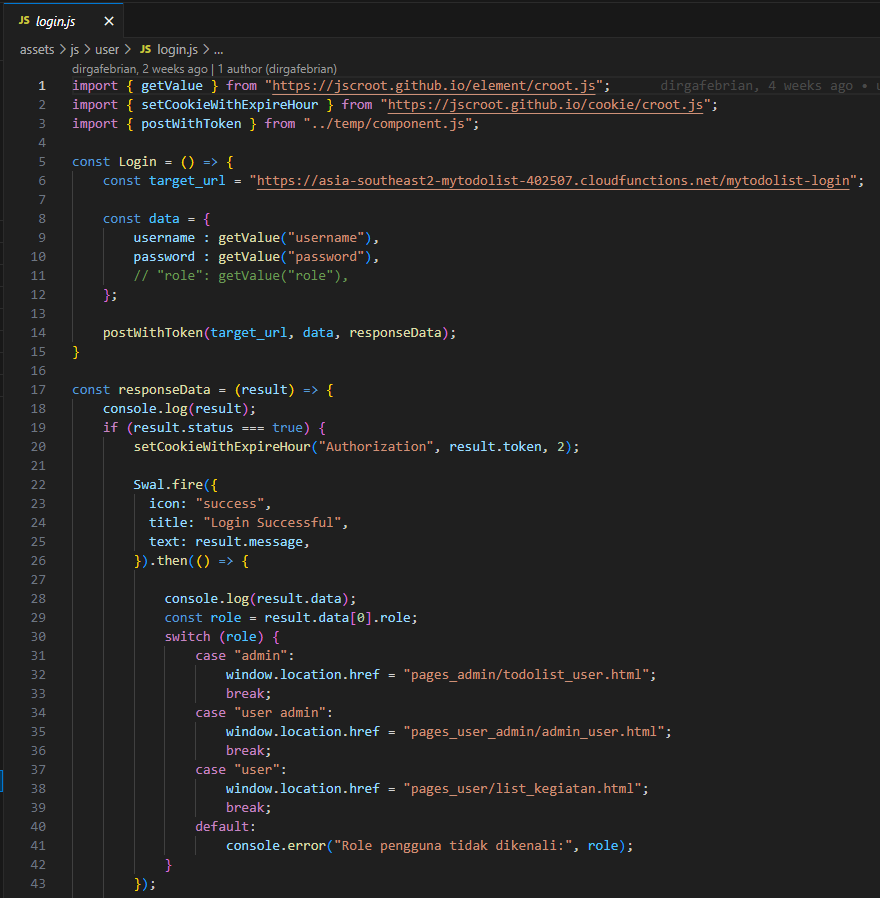 JS login.js ×
assets > js > user > JS login.js > ...
dirgafebrian, 2 weeks ago | 1 author (dirgafebrian)
1 import { getValue } from "https://jscroot.github.io/element/croot.js"; dirgafebrian, 4 weeks ago •
2 import { setCookieWithExpireHour } from "https://jscroot.github.io/cookie/croot.js";
3 import { postWithToken } from "../temp/component.js";
4
5 const Login = () => {
6     const target_url = "https://asia-southeast2-mytodolist-402507.cloudfunctions.net/mytodolist-login";
7
8     const data = {
9         username : getValue("username"),
10         password : getValue("password"),
11         // "role": getValue("role"),
12     };
13
14     postWithToken(target_url, data, responseData);
15 }
16
17 const responseData = (result) => {
18     console.log(result);
19     if (result.status === true) {
20         setCookieWithExpireHour("Authorization", result.token, 2);
21
22         Swal.fire({
23           icon: "success",
24           title: "Login Successful",
25           text: result.message,
26         }).then(() => {
27
28             console.log(result.data);
29             const role = result.data[0].role;
30             switch (role) {
31                 case "admin":
32                     window.location.href = "pages_admin/todolist_user.html";
33                     break;
34                 case "user admin":
35                     window.location.href = "pages_user_admin/admin_user.html";
36                     break;
37                 case "user":
38                     window.location.href = "pages_user/list_kegiatan.html";
39                     break;
40                 default:
41                     console.error("Role pengguna tidak dikenali:", role);
42             }
43         });